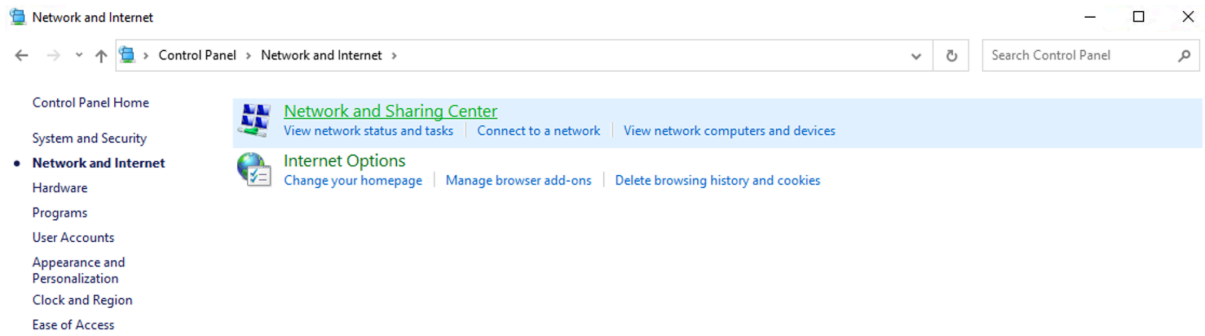 Network and Internet
Control Panel › Network and Internet ›
Search Control Panel
Control Panel Home
System and Security
Network and Internet
Hardware
Programs
User Accounts
Appearance and
Personalization
Clock and Region
Ease of Access
Network and Sharing Center
View network status and tasks | Connect to a network | View network computers and devices
Internet Options
Change your homepage | Manage browser add-ons | Delete browsing history and cookies